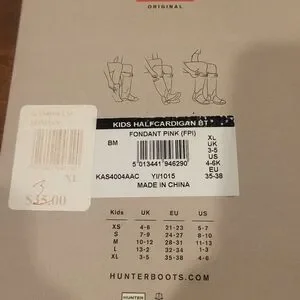 ORIGINAL
KIDS HALFCARDIGAN BT
FONDANT PINK (FPI)
BM
5 013441 946290
XL
UK
3-5
US
4-6K
EU
35-38
KAS4004AAC YI/1015
MADE IN CHINA
$35.00
Kids UK EU US
XS 4-6 21-23 5-7
S 7-9 24-27 8-10
M 10-12 28-31 11-13
L 13-2 32-34 1-3
XL 3-5 35-38 4-6
HUNTERBOOTS.COM
HUNTER